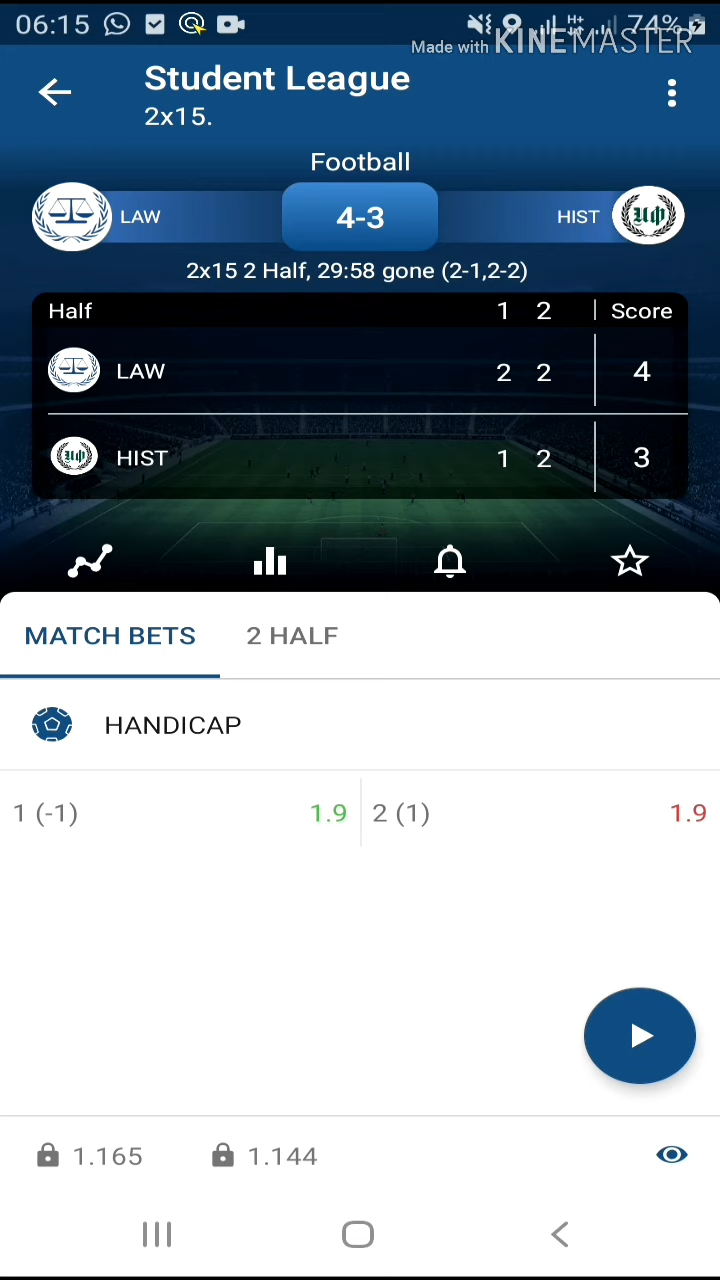 06:15
H+
74%
Made with KINEMASTER
Student League
2x15.
Football
LAW
4-3
HIST
ИФ
2x15 2 Half, 29:58 gone (2-1,2-2)
Half 1 2 Score
LAW 2 2 4
ИФ
HIST 1 2 3
MATCH BETS 2 HALF
HANDICAP
1 (-1) 1.9 2 (1) 1.9
1.165 1.144